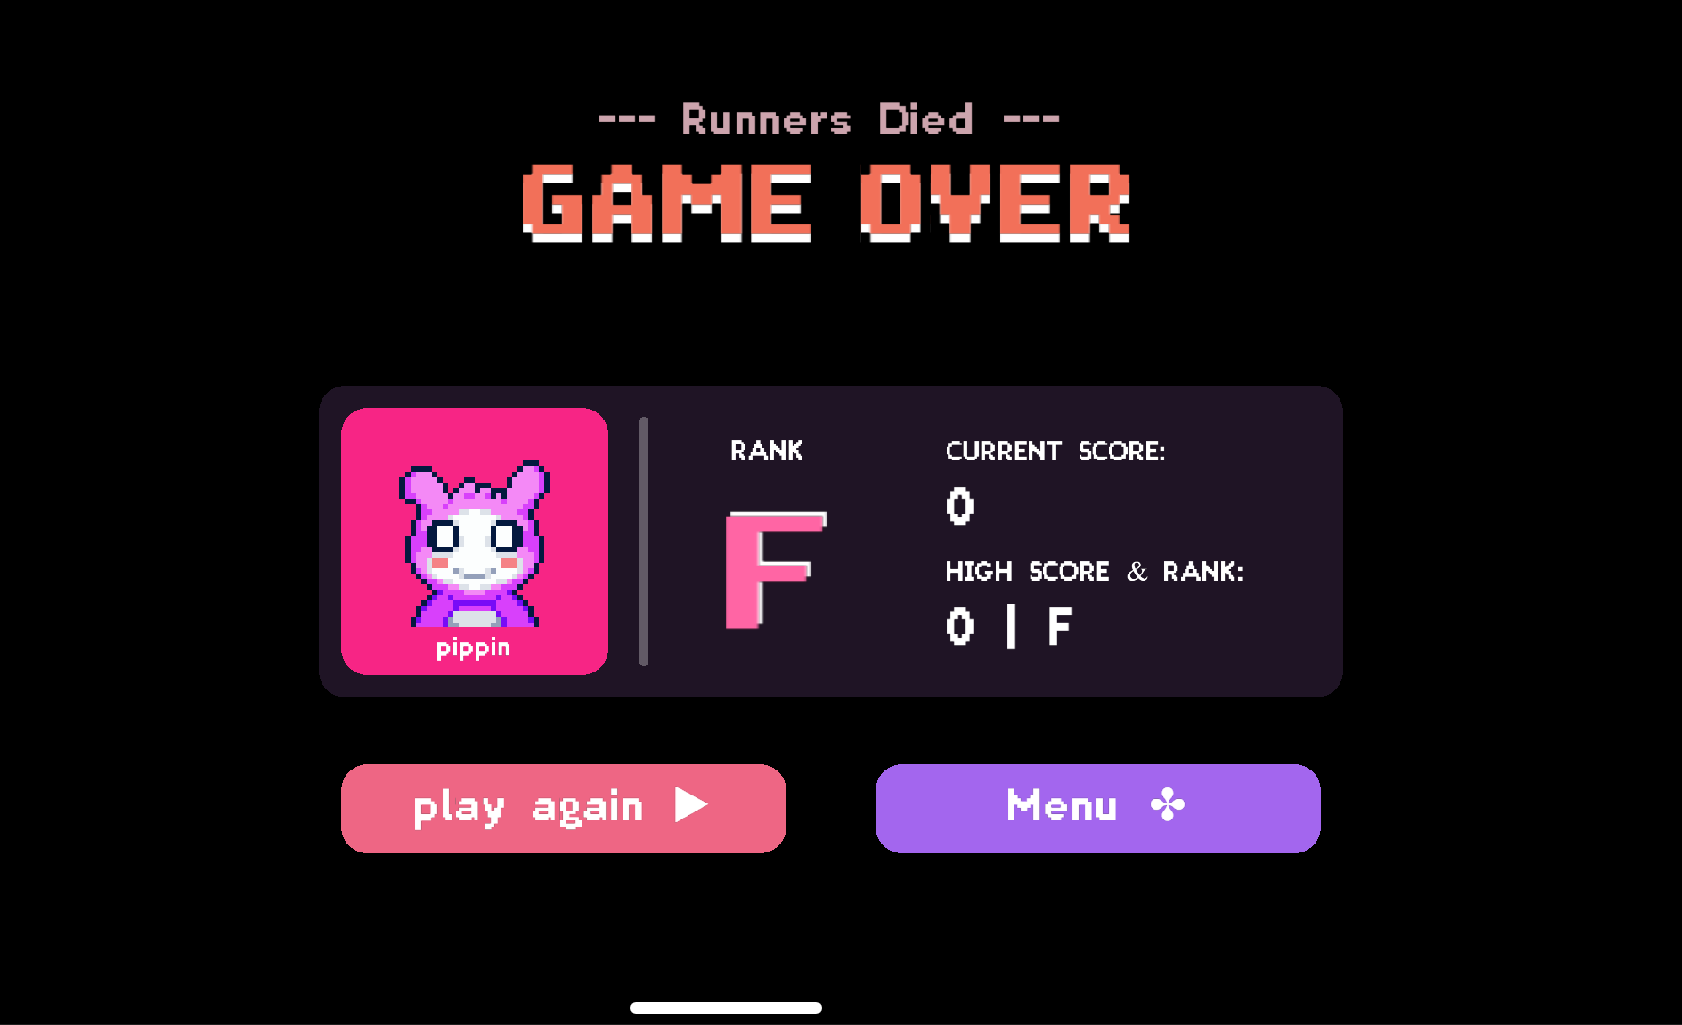 --- Runners Died ---
GAME OVER
pippin
RANK
F
CURRENT SCORE:
0
HIGH SCORE & RANK:
0 | F
play again ▶
Menu ✤